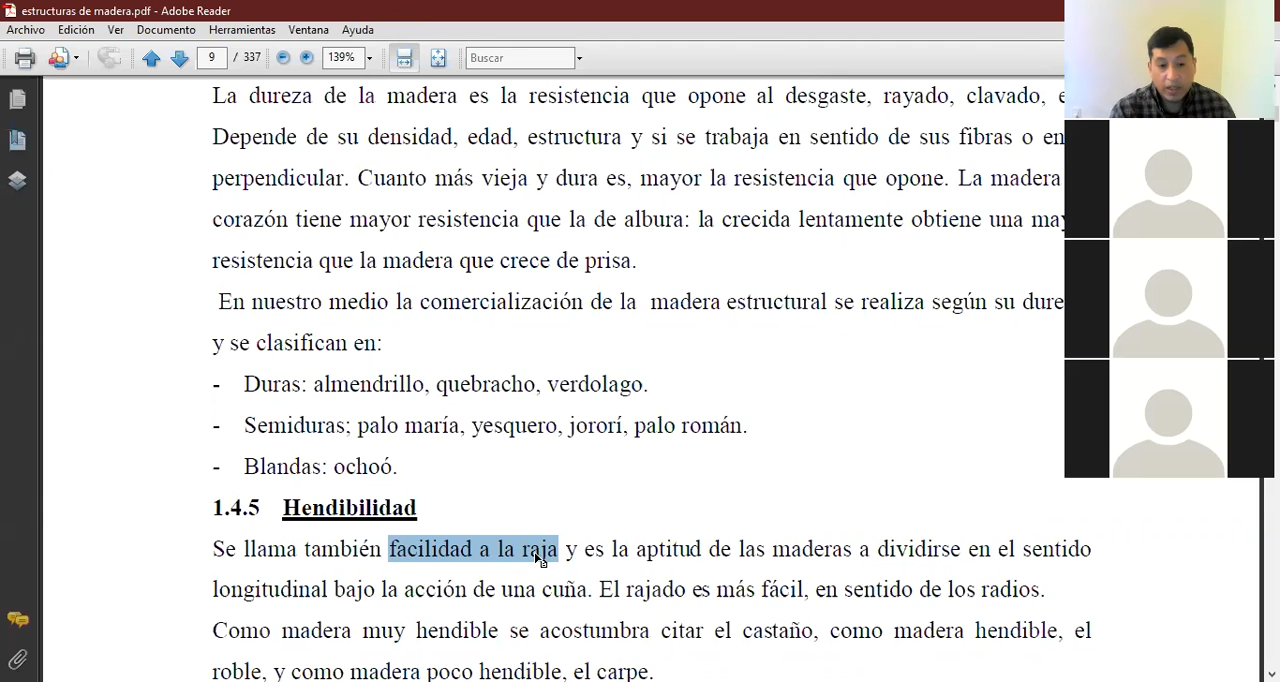 estructuras de madera.pdf - Adobe Reader
Archivo Edición Ver Documento Herramientas Ventana Ayuda
9 / 337 139% Buscar
La dureza de la madera es la resistencia que opone al desgaste, rayado, clavado,
Depende de su densidad, edad, estructura y si se trabaja en sentido de sus fibras o en
perpendicular. Cuanto más vieja y dura es, mayor la resistencia que opone. La madera
corazón tiene mayor resistencia que la de albura: la crecida lentamente obtiene una
resistencia que la madera que crece de prisa.
En nuestro medio la comercialización de la madera estructural se realiza según su
y se clasifican en:
- Duras: almendrillo, quebracho, verdolago.
- Semiduras; palo maría, yesquero, jororí, palo román.
- Blandas: ochoó.
1.4.5 Hendibilidad
Se llama también facilidad a la raja y es la aptitud de las maderas a dividirse en el sentido
longitudinal bajo la acción de una cuña. El rajado es más fácil, en sentido de los radios.
Como madera muy hendible se acostumbra citar el castaño, como madera hendible, el
roble, y como madera poco hendible, el carpe.